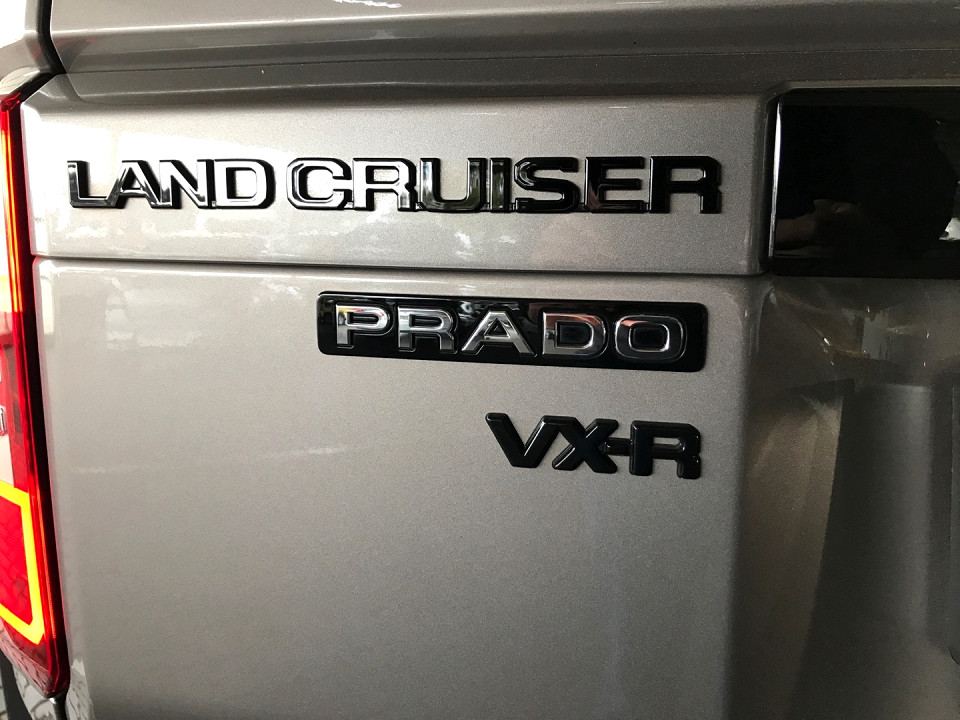 LAND CRUISER
PRADO
VX-R